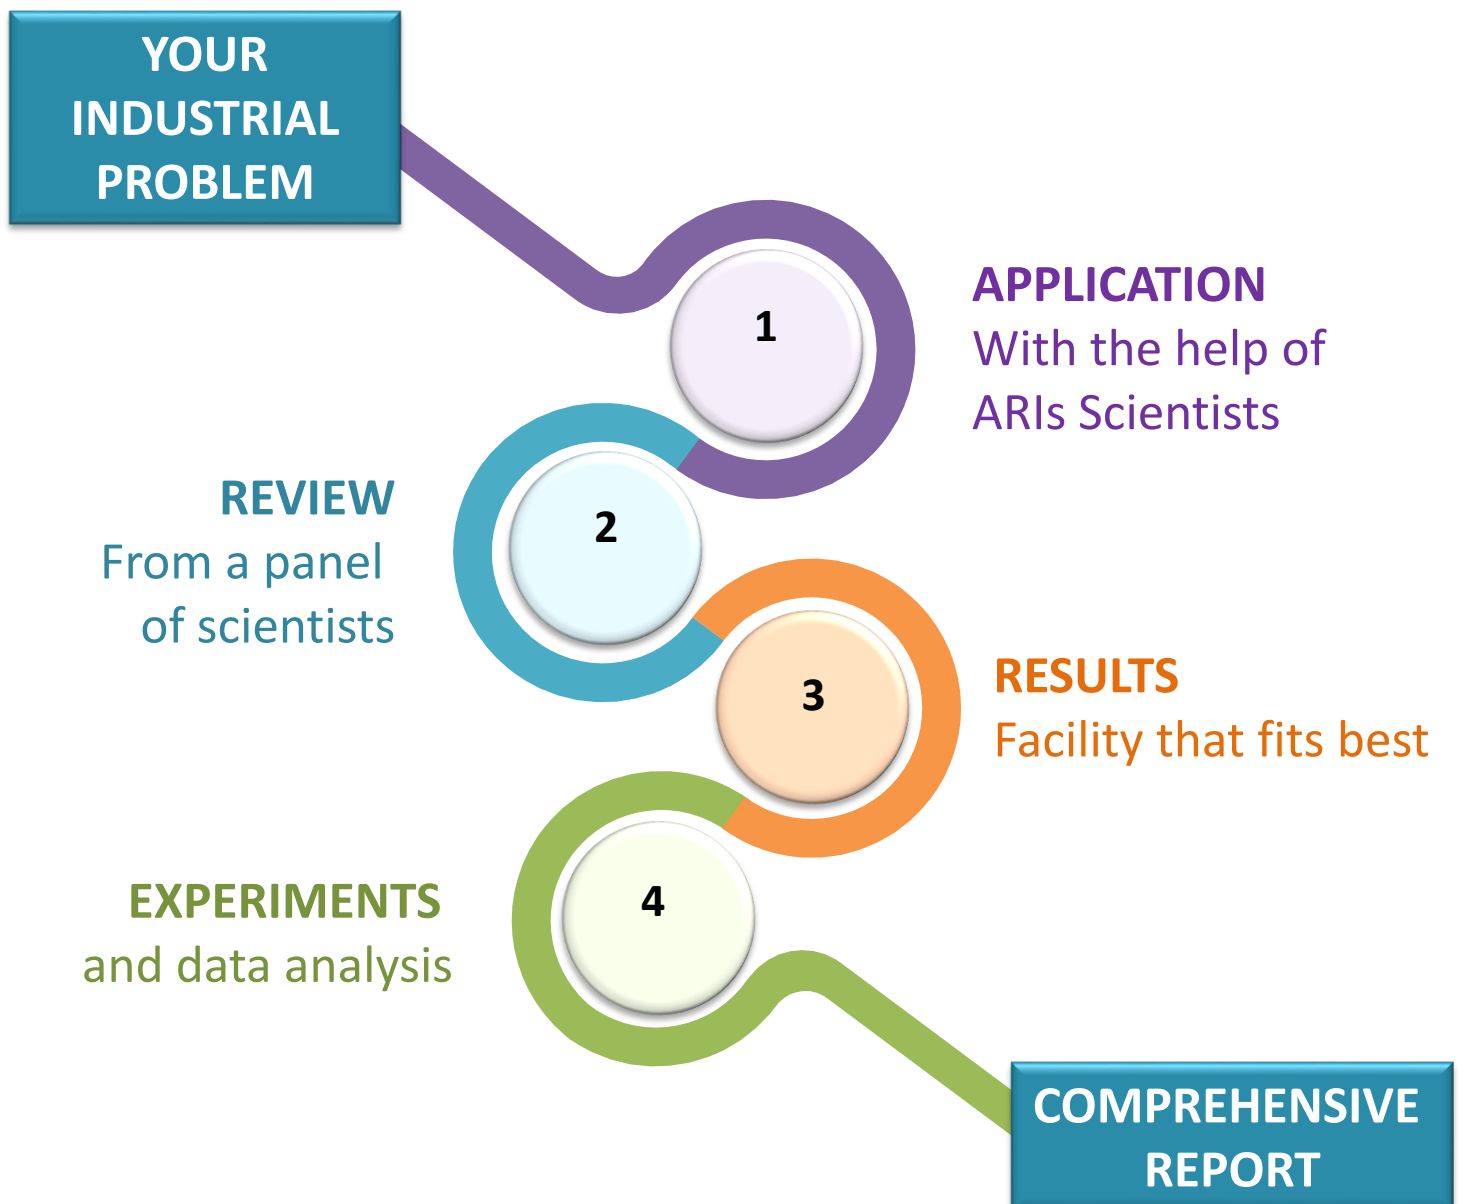 YOUR
INDUSTRIAL
PROBLEM
1
APPLICATION
With the help of
ARIs Scientists
2
REVIEW
From a panel
of scientists
3
RESULTS
Facility that fits best
4
EXPERIMENTS
and data analysis
COMPREHENSIVE
REPORT